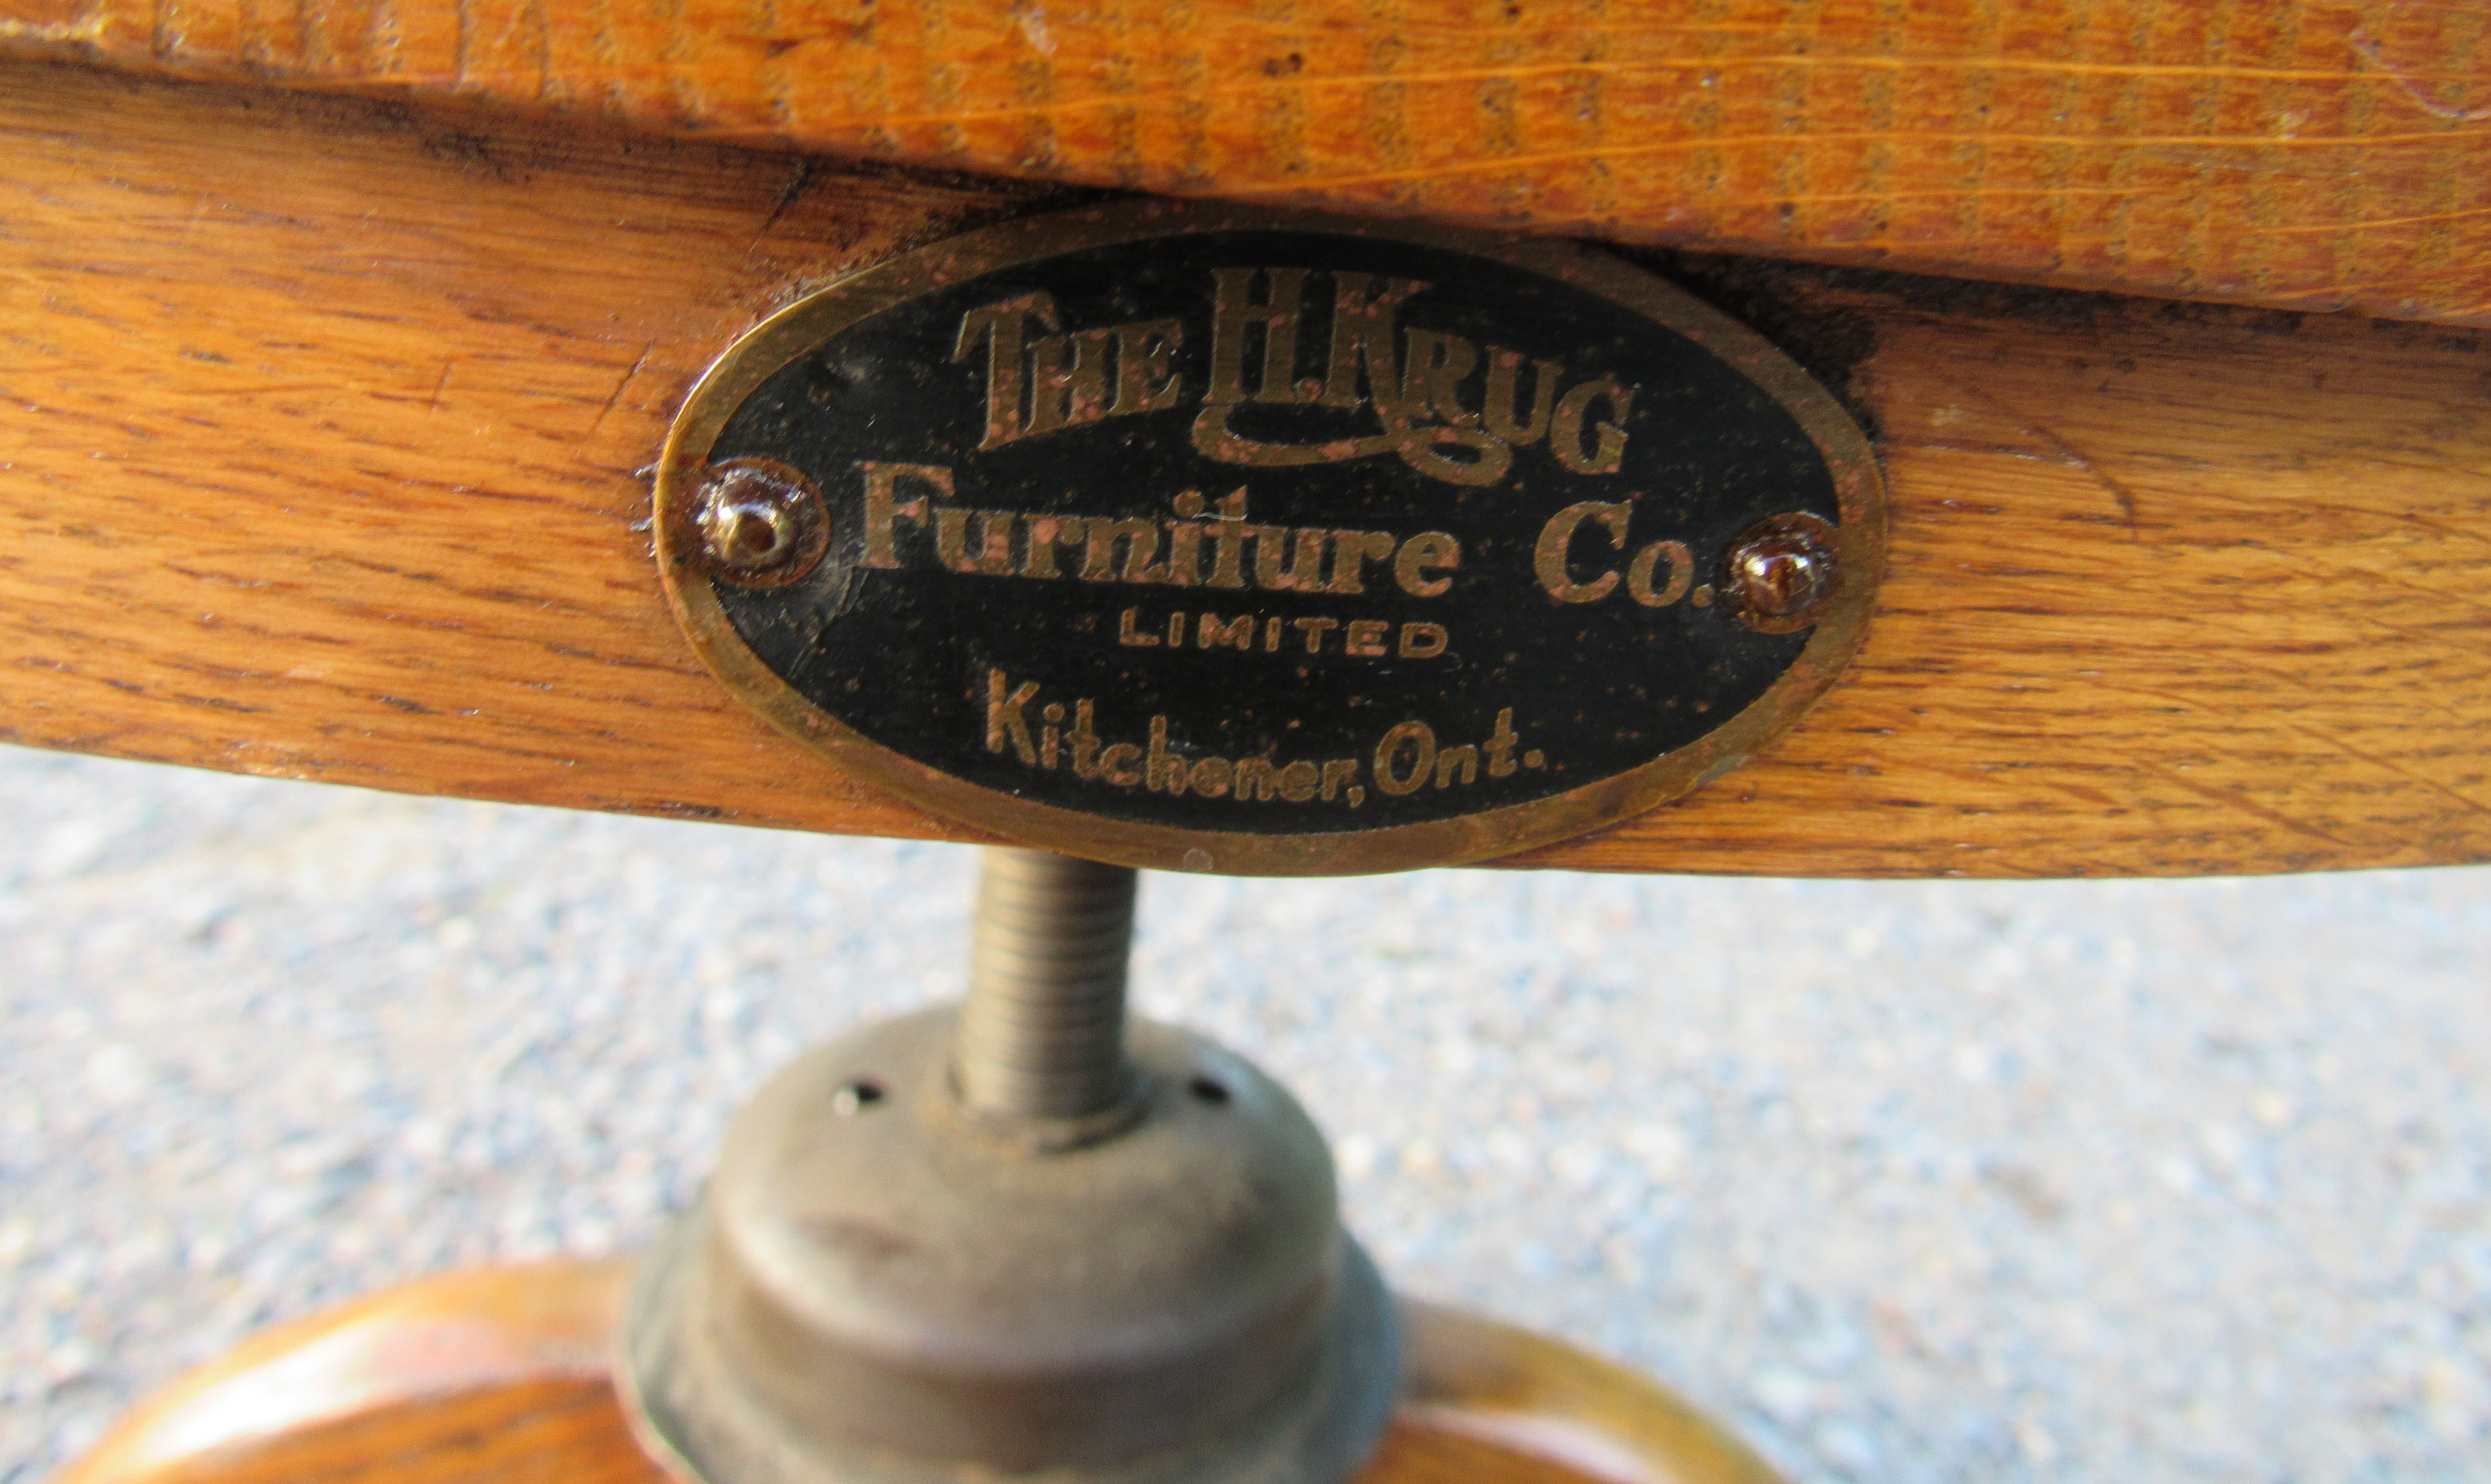 THE H. KRUG
Furniture Co.
LIMITED
Kitchener, Ont.